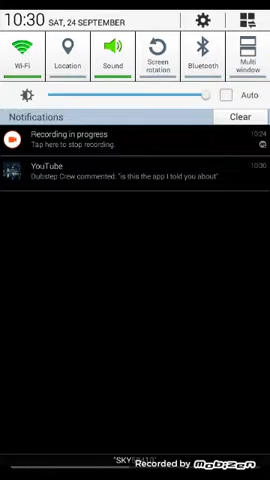 10:30 SAT, 24 SEPTEMBER
Wi-Fi
Location
Sound
Screen
rotation
Bluetooth
Multi
window
Auto
Notifications
Clear
Recording in progress
10:24
Tap here to stop recording.
YouTube
10:30
Dubstep Crew commented. "is this the app I told you about"
Recorded by MOBIZEN